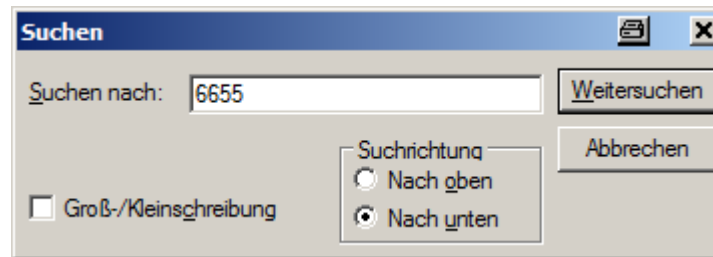 Suchen
Suchen nach: 6655
Weitersuchen
Suchrichtung
Abbrechen
Nach oben
Groß-/Kleinschreibung
Nach unten